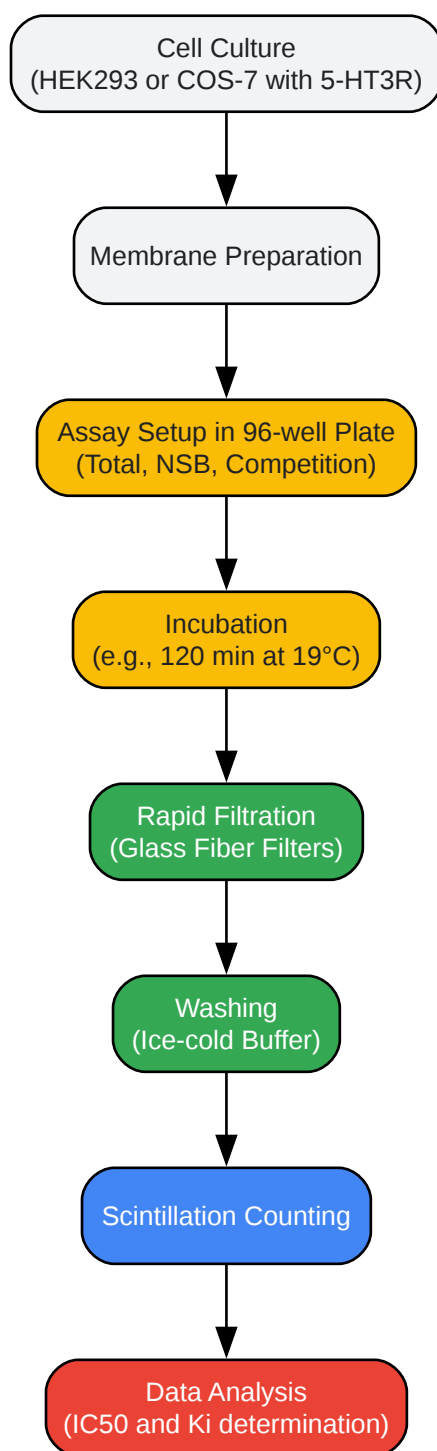 Cell Culture
(HEK293 or COS-7 with 5-HT3R)
Membrane Preparation
Assay Setup in 96-well Plate
(Total, NSB, Competition)
Incubation
(e.g., 120 min at 19°C)
Rapid Filtration
(Glass Fiber Filters)
Washing
(Ice-cold Buffer)
Scintillation Counting
Data Analysis
(IC50 and Ki determination)